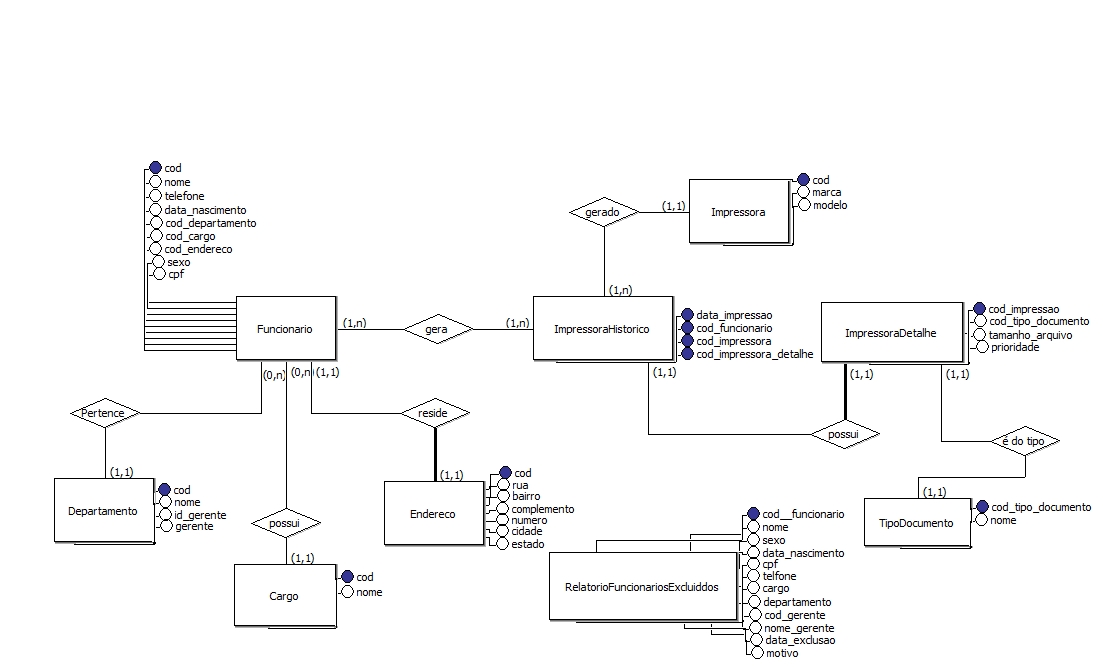 cod
nome
telefone
data_nascimento
cod_departamento
cod_cargo
cod_endereco
sexo
cpf
Funcionario
(1,n)
gera
(1,n)
ImpressoraHistorico
data_impressao
cod_funcionario
cod_impressora
cod_impressora_detalhe
gerado
(1,1)
(1,n)
Impressora
cod
marca
modelo
ImpressoraDetalhe
cod_impressao
cod_tipo_documento
tamanho_arquivo
prioridade
(0,n)
(0,n)
(1,1)
(1,1)
(1,1)
(1,1)
Pertence
reside
possui
é do tipo
(1,1)
Departamento
cod
nome
id_gerente
gerente
possui
(1,1)
Cargo
cod
nome
(1,1)
Endereco
cod
rua
bairro
complemento
numero
cidade
estado
(1,1)
TipoDocumento
cod_tipo_documento
nome
RelatorioFuncionariosExcluiddos
cod__funcionario
nome
sexo
data_nascimento
cpf
telfone
cargo
departamento
cod_gerente
nome_gerente
data_exclusao
motivo